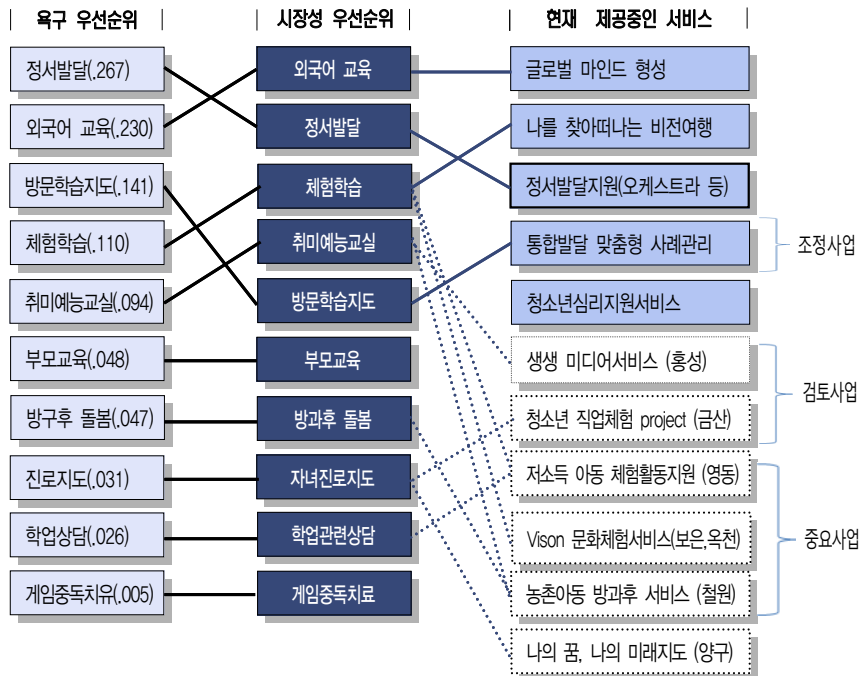 욕구 우선순위
시장성 우선순위
현재 제공중인 서비스
정서발달(.267)
외국어 교육
글로벌 마인드 형성
외국어 교육(.230)
정서발달
나를 찾아떠나는 비전여행
방문학습지도(.141)
체험학습
정서발달지원(오케스트라 등)
체험학습(.110)
취미예능교실
통합발달 맞춤형 사례관리
조정사업
취미예능교실(.094)
방문학습지도
청소년심리지원서비스
부모교육(.048)
부모교육
생생 미디어서비스 (홍성)
검토사업
방구후 돌봄(.047)
방과후 돌봄
청소년 직업체험 project (금산)
진로지도(.031)
자녀진로지도
저소득 아동 체험활동지원 (영동)
학업상담(.026)
학업관련상담
Vison 문화체험서비스(보은,옥천)
중요사업
게임중독치유(.005)
게임중독치료
농촌아동 방과후 서비스 (철원)
나의 꿈, 나의 미래지도 (양구)